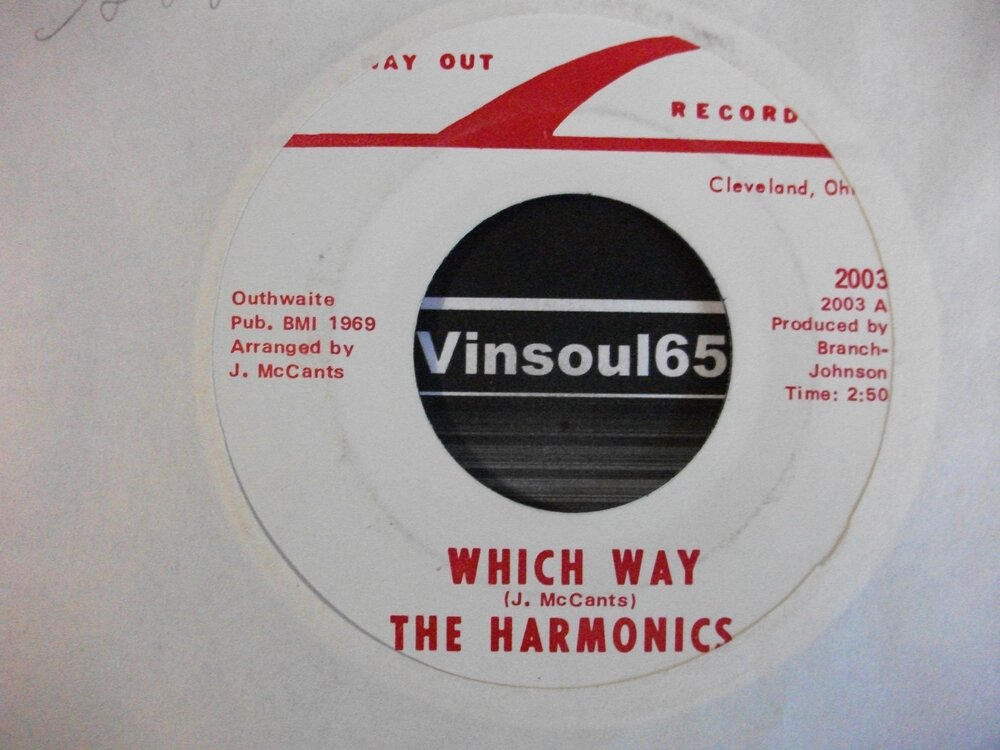 WAY OUT
RECORD
Cleveland, Oh
Outhwaite
Pub. BMI 1969
Arranged by
J. McCants
2003
2003 A
Produced by
Branch-
Johnson
Time: 2:50
Vinsoul65
WHICH WAY
(J. McCants)
THE HARMONICS